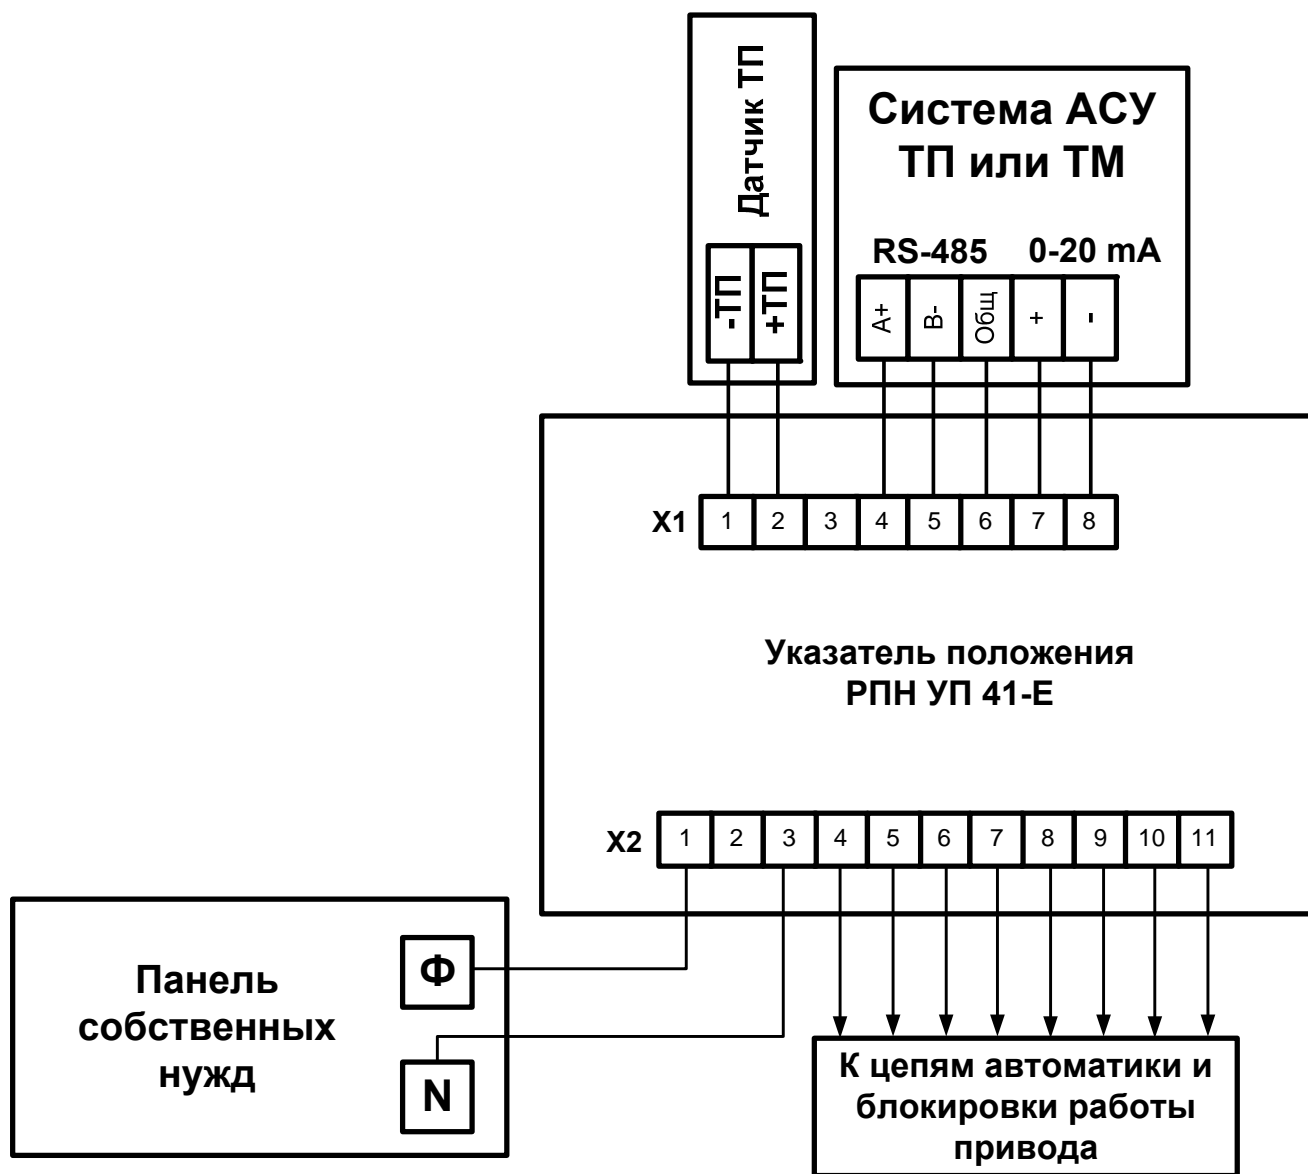 Датчик ТП
-ТП
+ТП
Система АСУ
ТП или ТМ
RS-485 0-20 mA
A+ B- Общ + -
X1 1 2 3 4 5 6 7 8
Указатель положения
РПН УП 41-Е
X2 1 2 3 4 5 6 7 8 9 10 11
Панель
собственных
нужд
Ф
N
К цепям автоматики и
блокировки работы
привода